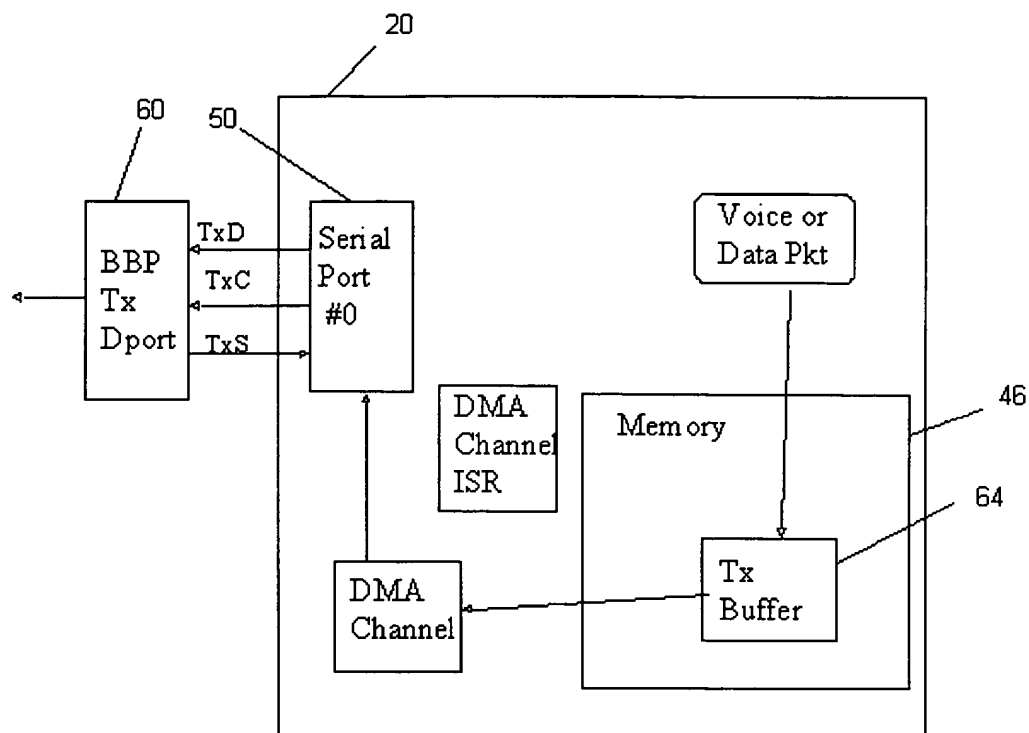 20
60
50
BBP
Tx
Dport
TxD
TxC
TxS
Serial
Port
#0
Voice or
Data Pkt
DMA
Channel
ISR
Memory
46
64
Tx
Buffer
DMA
Channel